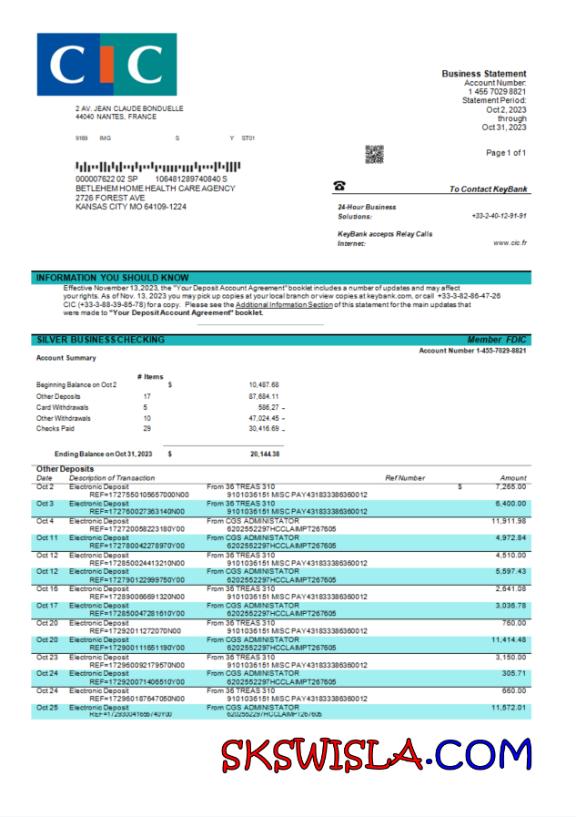 CIC
Business Statement
Account Number:
1 455 7029 8821
Statement Period:
Oct 2, 2023
through
Oct 31, 2023
2 AV. JEAN CLAUDE BONDUELLE
44040 NANTES, FRANCE
9169 IMG S Y ST01
Page 1 of 1
000007622 02 SP 106481289740840 S
BETLEHEM HOME HEALTH CARE AGENCY
2726 FOREST AVE
KANSAS CITY MO 64109-1224
To Contact KeyBank
24-Hour Business
Solutions: +33-2-40-12-91-91
KeyBank accepts Relay Calls
Internet: www.cic.fr
INFORMATION YOU SHOULD KNOW
Effective November 13,2023, the "Your Deposit Account Agreement" booklet includes a number of updates and may affect
your rights. As of Nov. 13, 2023 you may pick up copies at your local branch or view copies at keybank.com, or call +33-3-82-86-47-26
CIC (+33-3-88-39-85-78) for a copy. Please see the Additional Information Section of this statement for the main updates that
were made to "Your Deposit Account Agreement" booklet.
SILVER BUSINESS CHECKING Member FDIC
Account Number 1-455-7029-8821
Account Summary
# Items
Beginning Balance on Oct 2 $ 10,487.68
Other Deposits 17 87,684.11
Card Withdrawals 5 586,27 -
Other Withdrawals 10 47,024.45 -
Checks Paid 29 30,416.69 -
Ending Balance on Oct 31, 2023 $ 20,144.38
Other Deposits
Date Description of Transaction Ref Number Amount
Oct 2 Electronic Deposit From 36 TREAS 310 $ 7,265.00
REF=1727550105657000N00 9101036151 MISC PAY431833386360012
Oct 3 Electronic Deposit From 36 TREAS 310 6,400.00
REF=172760027363140N00 9101036151 MISC PAY431833386360012
Oct 4 Electronic Deposit From CGS ADMINISTATOR 11,911.98
REF=172720058223180Y00 6202552297HCCLAIMPT267605
Oct 11 Electronic Deposit From CGS ADMINISTATOR 4,972.84
REF=172780042278970Y00 6202552297HCCLAIMPT267605
Oct 12 Electronic Deposit From 36 TREAS 310 4,510.00
REF=172850024413210N00 9101036151 MISC PAY431833386360012
Oct 12 Electronic Deposit From CGS ADMINISTATOR 5,597.43
REF=172790122999750Y00 6202552297HCCLAIMPT267605
Oct 16 Electronic Deposit From 36 TREAS 310 2,641.08
REF=172890066691320N00 9101036151 MISC PAY431833386360012
Oct 17 Electronic Deposit From CGS ADMINISTATOR 3,036.78
REF=172850047281610Y00 6202552297HCCLAIMPT267605
Oct 20 Electronic Deposit From 36 TREAS 310 760.00
REF=17292011272070N00 9101036151 MISC PAY431833386360012
Oct 20 Electronic Deposit From CGS ADMINISTATOR 11,414.48
REF=172900111651190Y00 6202552297HCCLAIMPT267605
Oct 23 Electronic Deposit From 36 TREAS 310 3,150.00
REF=172960092179570N00 9101036151 MISC PAY431833386360012
Oct 24 Electronic Deposit From CGS ADMINISTATOR 305.71
REF=172920071406510Y00 6202552297HCCLAIMPT267605
Oct 24 Electronic Deposit From 36 TREAS 310 660.00
REF=172960187647050N00 9101036151 MISC PAY431833386360012
Oct 25 Electronic Deposit From CGS ADMINISTATOR 11,572.01
REF=172930041655740Y00 6202552297HCCLAIMPT267605
SKSWISLA.COM